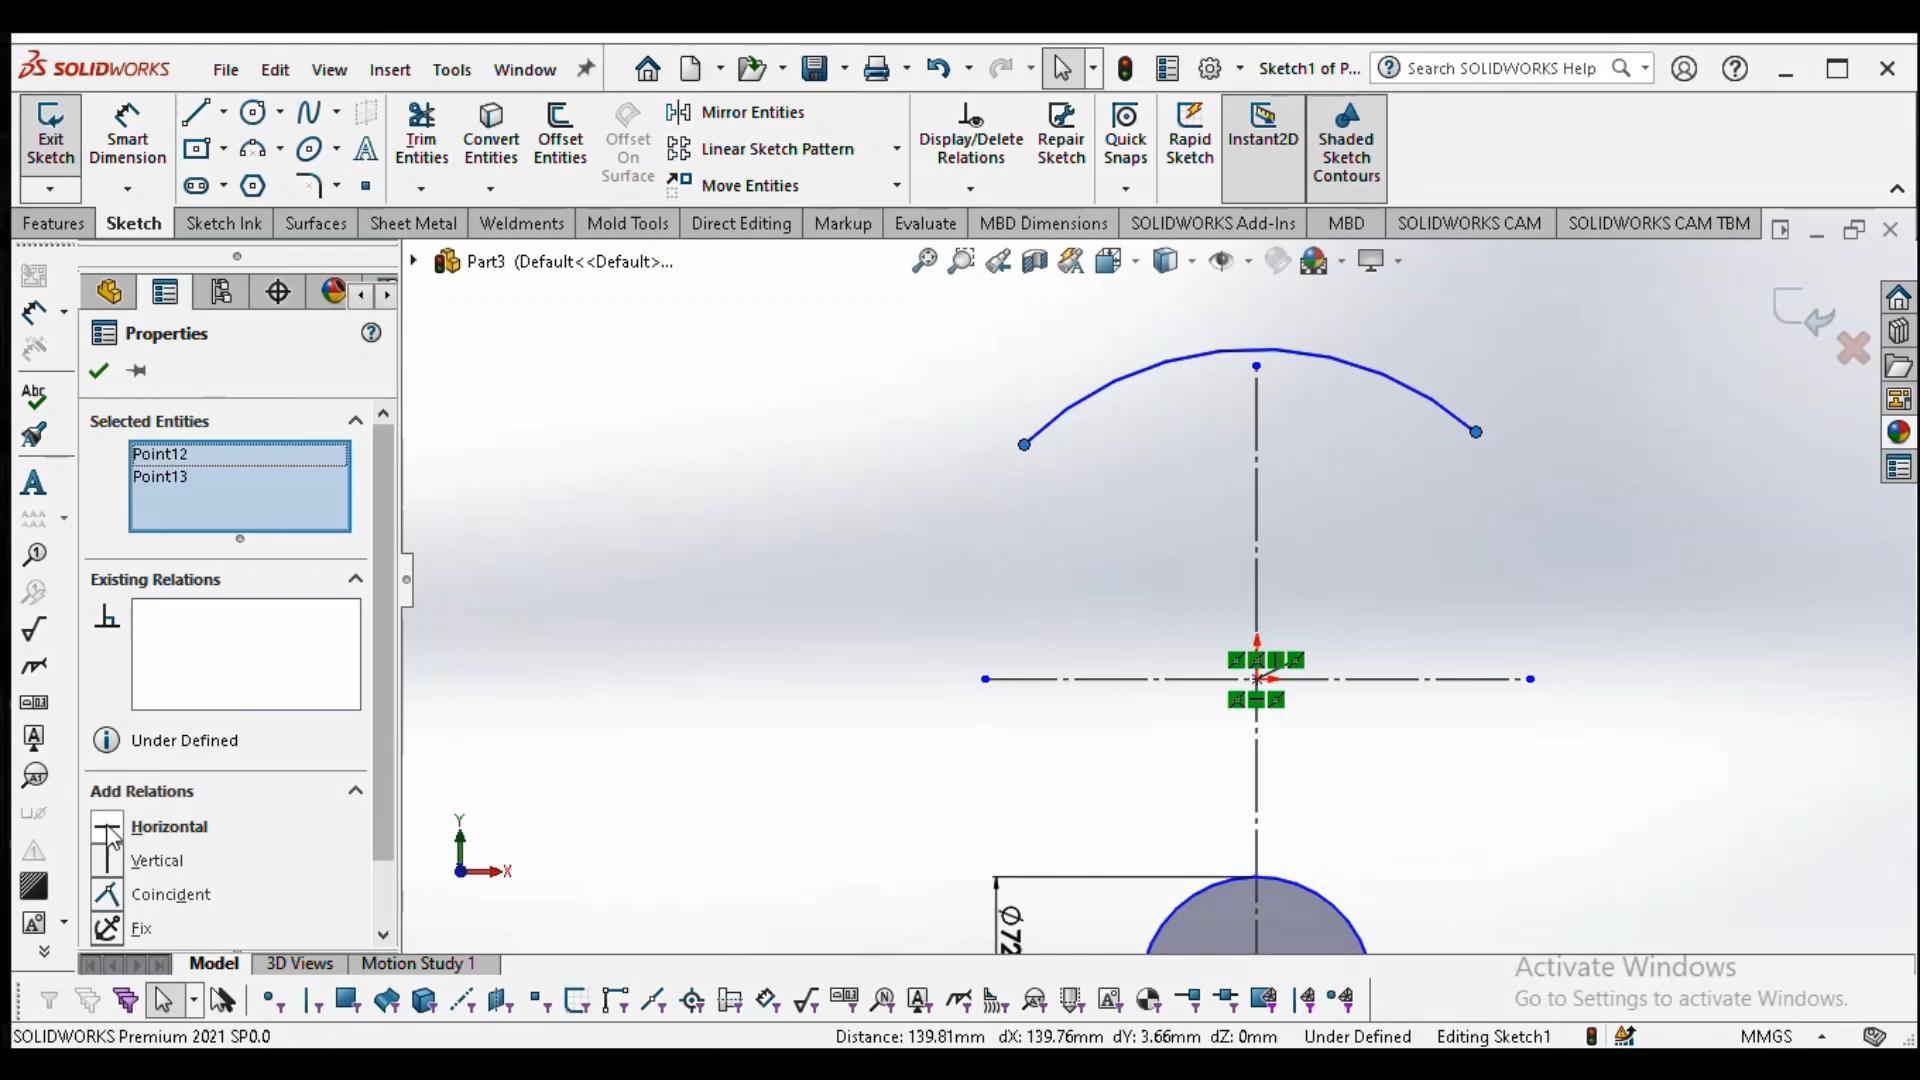 SOLIDWORKS File Edit View Insert Tools Window Sketch1 of P... Search SOLIDWORKS Help
Exit Sketch
Smart Dimension
Trim Entities
Convert Entities
Offset Entities
Offset On Surface
Mirror Entities
Linear Sketch Pattern
Move Entities
Display/Delete Relations
Repair Sketch
Quick Snaps
Rapid Sketch
Instant2D
Shaded Sketch Contours
Features Sketch Sketch Ink Surfaces Sheet Metal Weldments Mold Tools Direct Editing Markup Evaluate MBD Dimensions SOLIDWORKS Add-Ins MBD SOLIDWORKS CAM SOLIDWORKS CAM TBM
Part3 (Default<<Default>...
Properties
Selected Entities
Point12
Point13
Existing Relations
Under Defined
Add Relations
Horizontal
Vertical
Coincident
Fix
Y
X
Ø72
Model 3D Views Motion Study 1
Activate Windows
Go to Settings to activate Windows.
SOLIDWORKS Premium 2021 SP0.0 Distance: 139.81mm dX: 139.76mm dY: 3.66mm dZ: 0mm Under Defined Editing Sketch1 MMGS